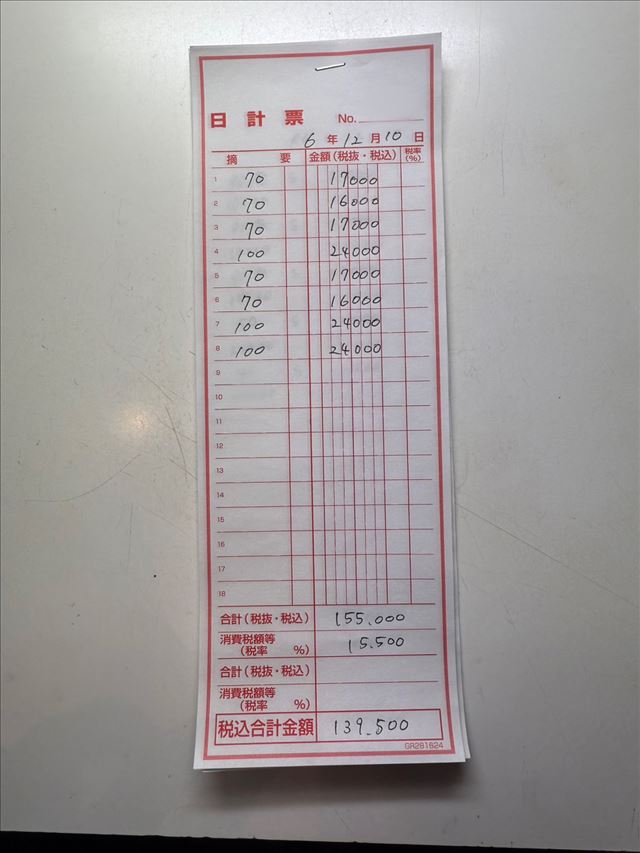 日計票 No.
6年12月10日
摘要 金額(税抜・税込) 税率(%)
1 70 17000
2 70 16000
3 70 17000
4 100 24000
5 70 17000
6 70 16000
7 100 24000
8 100 24000
9
10
11
12
13
14
15
16
17
18
合計(税抜・税込) 155.000
消費税額等 15.500
(税率 %)
合計(税抜・税込)
消費税額等
(税率 %)
税込合計金額 139.500
GR281624